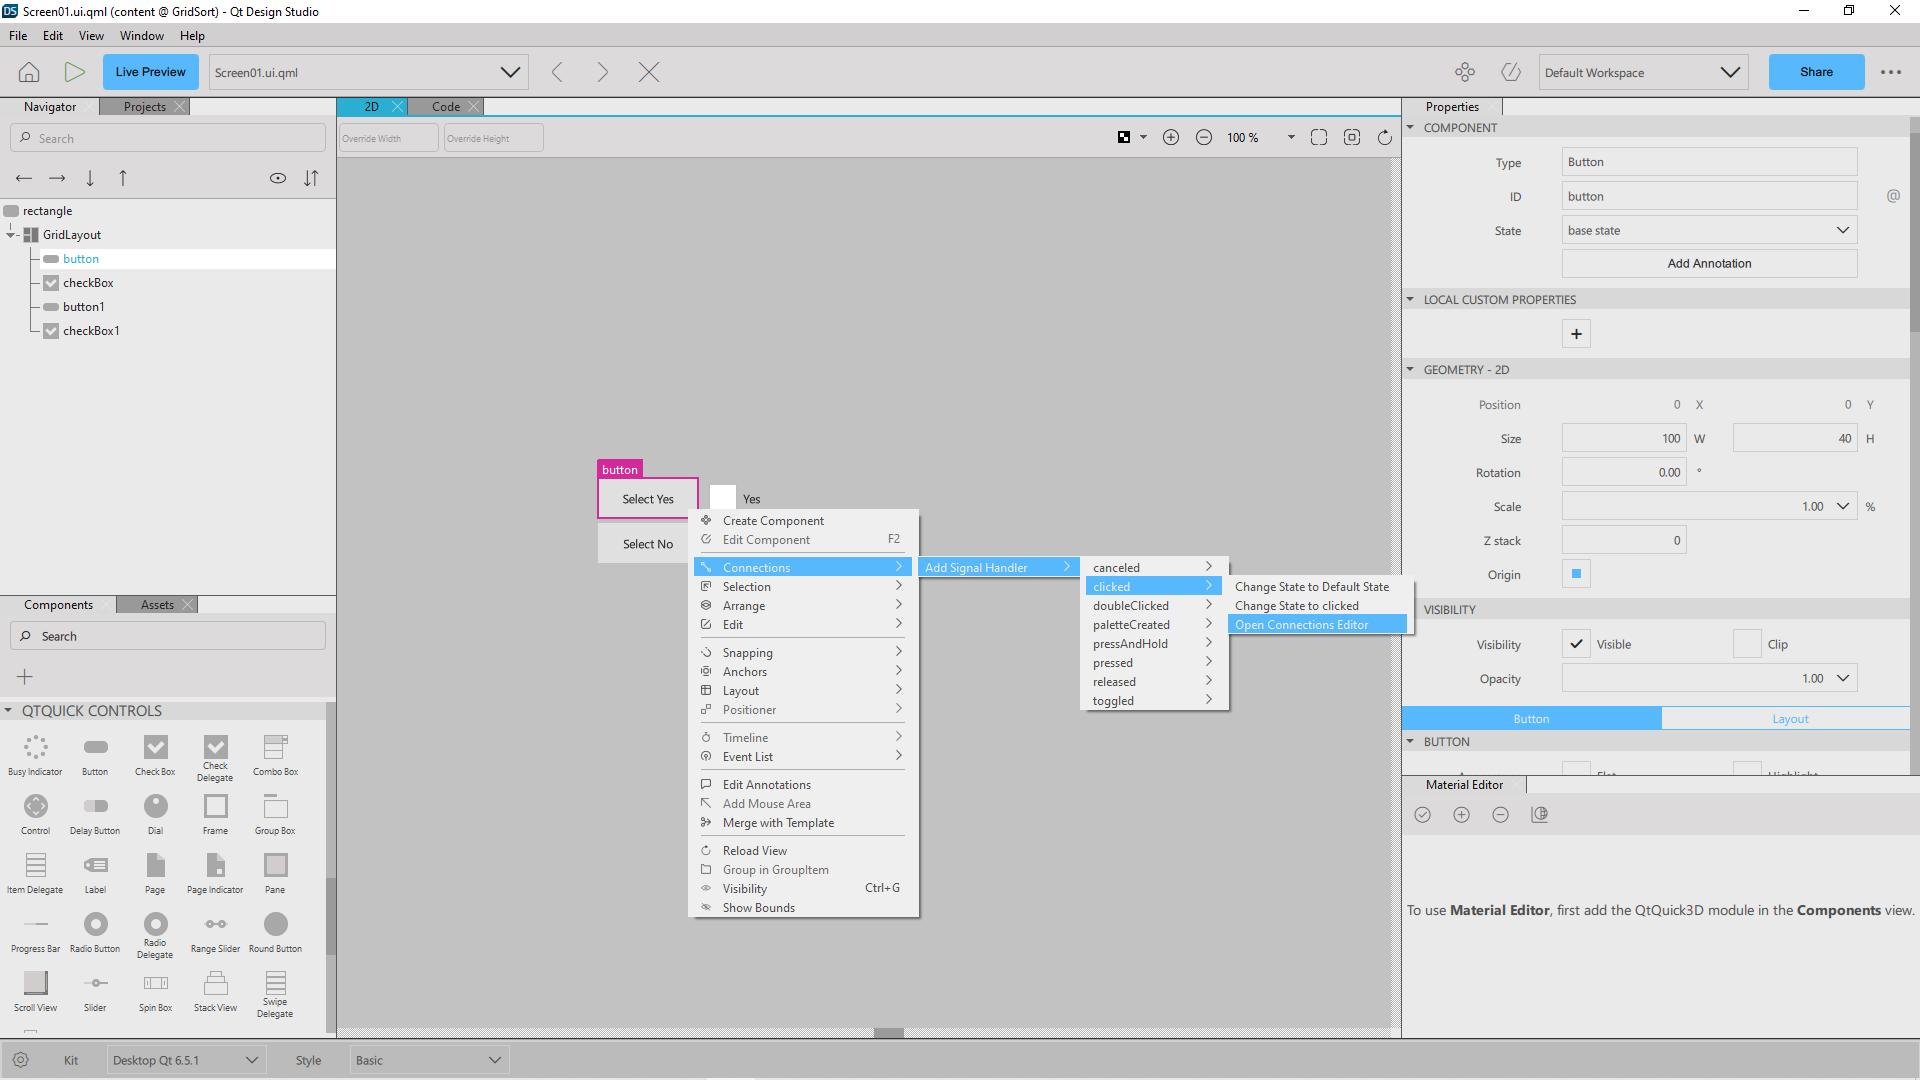 DS Screen01.ui.qml (content @ GridSort) - Qt Design Studio
File Edit View Window Help
Live Preview Screen01.ui.qml Default Workspace Share
Navigator Projects
Search
rectangle
GridLayout
button
checkBox
button1
checkBox1
Components Assets
Search
QTQUICK CONTROLS
Busy Indicator Button Check Box Check Delegate Combo Box
Control Delay Button Dial Frame Group Box
Item Delegate Label Page Page Indicator Pane
Progress Bar Radio Button Radio Delegate Range Slider Round Button
Scroll View Slider Spin Box Stack View Swipe Delegate
2D Code
Override Width Override Height 100 %
button
Select Yes Yes
Select No
Create Component
Edit Component F2
Connections
Selection
Arrange
Edit
Snapping
Anchors
Layout
Positioner
Timeline
Event List
Edit Annotations
Add Mouse Area
Merge with Template
Reload View
Group in GroupItem
Visibility Ctrl+G
Show Bounds
Add Signal Handler
canceled
clicked
doubleClicked
paletteCreated
pressAndHold
pressed
released
toggled
Change State to Default State
Change State to clicked
Open Connections Editor
Properties
COMPONENT
Type Button
ID button @
State base state
Add Annotation
LOCAL CUSTOM PROPERTIES
+
GEOMETRY - 2D
Position 0 X 0 Y
Size 100 W 40 H
Rotation 0.00 °
Scale 1.00 %
Z stack 0
Origin
VISIBILITY
Visibility Visible Clip
Opacity 1.00
Button Layout
BUTTON
Material Editor
To use Material Editor, first add the QtQuick3D module in the Components view.
Kit Desktop Qt 6.5.1 Style Basic